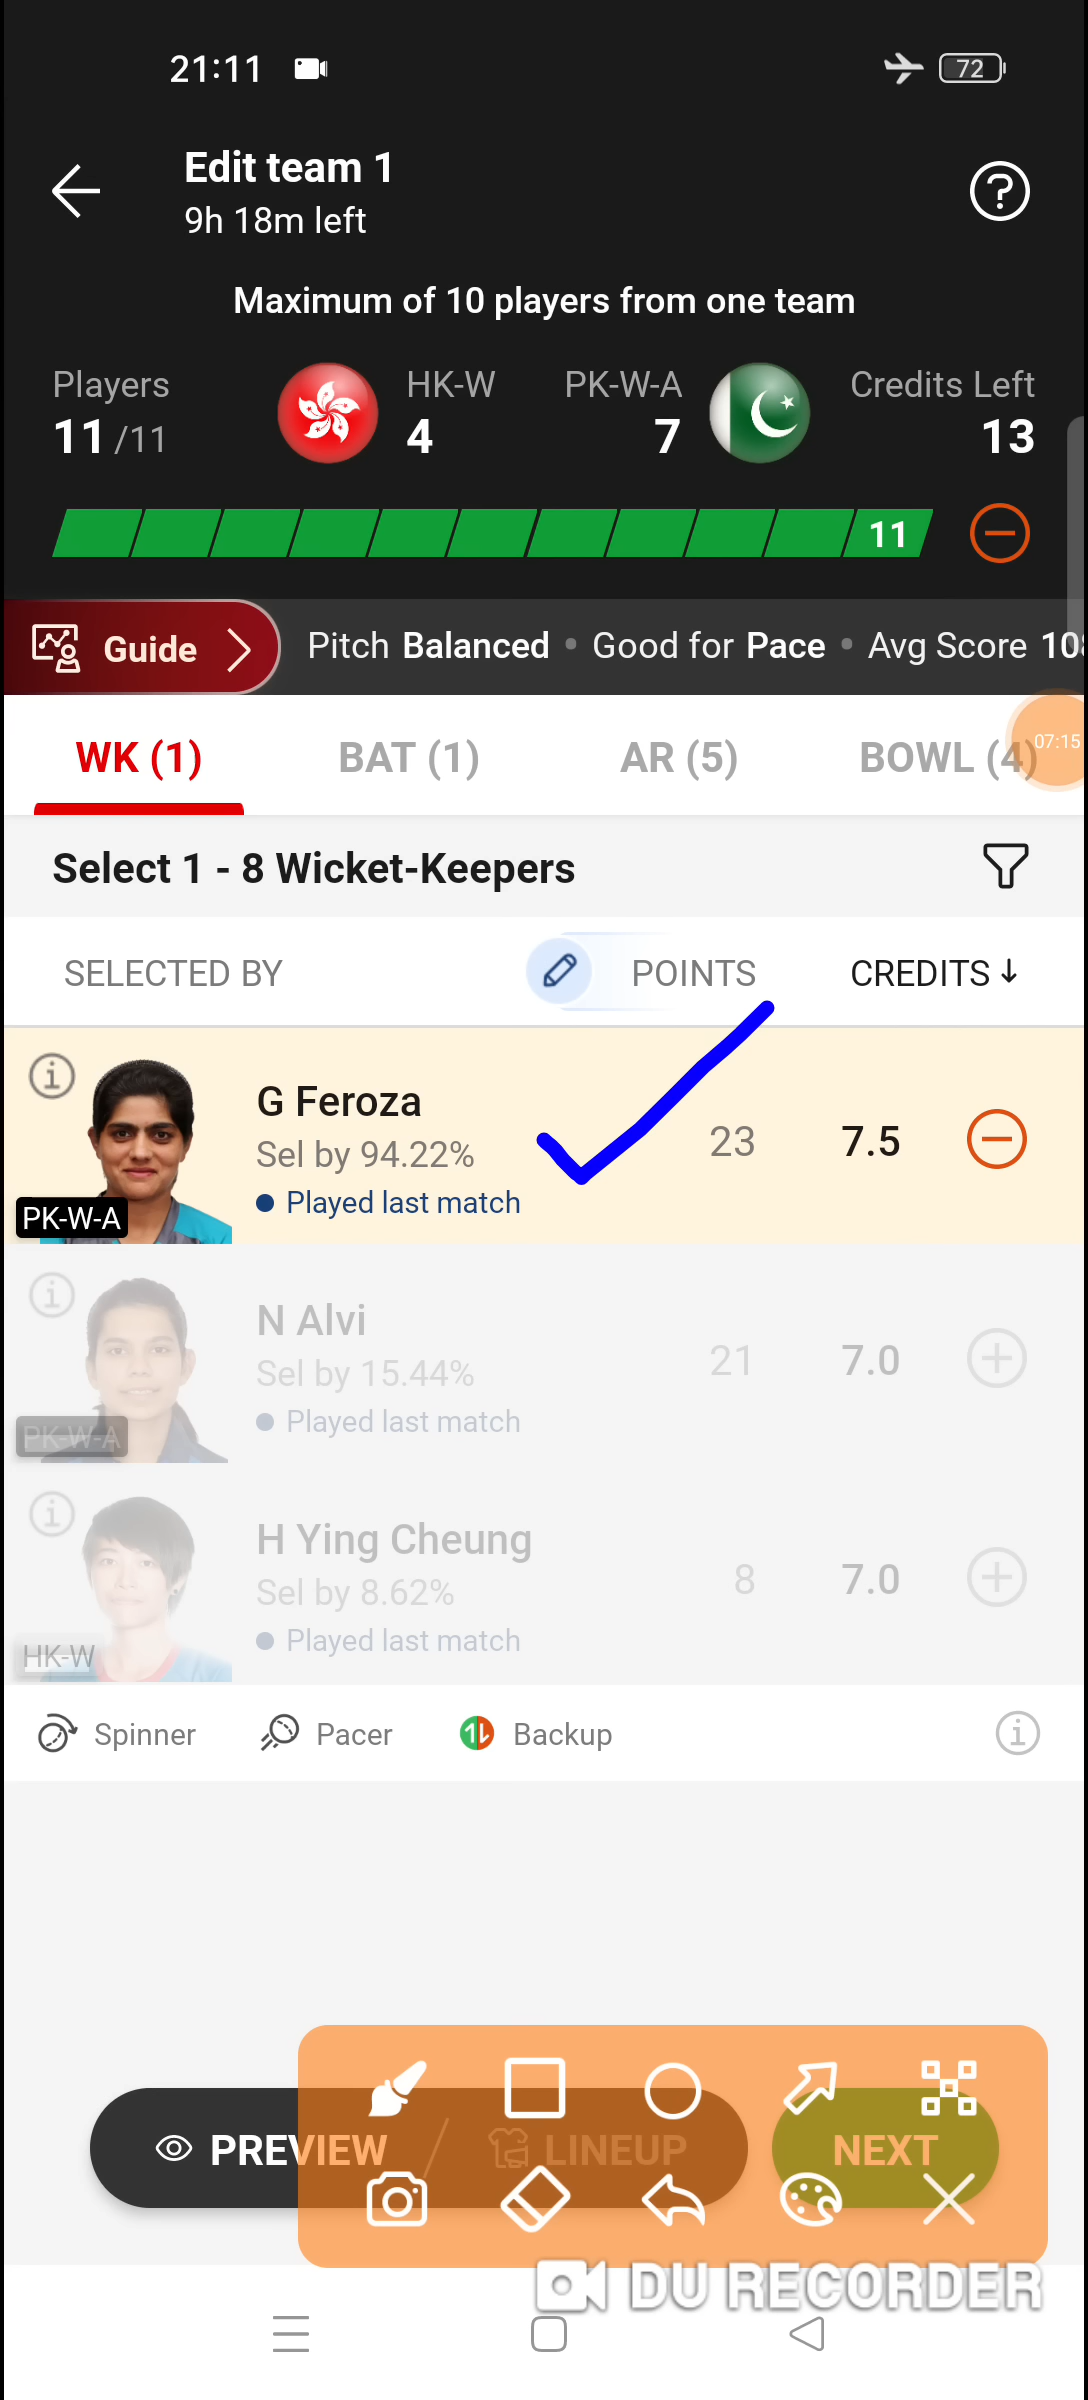 21:11
72
Edit team 1
9h 18m left
Maximum of 10 players from one team
Players HK-W PK-W-A Credits Left
11/11 4 7 13
11
Guide Pitch Balanced • Good for Pace • Avg Score 108
07:15
WK (1) BAT (1) AR (5) BOWL (4)
Select 1 - 8 Wicket-Keepers
SELECTED BY POINTS CREDITS ↓
G Feroza
Sel by 94.22% 23 7.5
Played last match
PK-W-A
N Alvi
Sel by 15.44% 21 7.0
Played last match
PK-W-A
H Ying Cheung
Sel by 8.62% 8 7.0
Played last match
HK-W
Spinner Pacer Backup
PREVIEW LINEUP NEXT
DU RECORDER